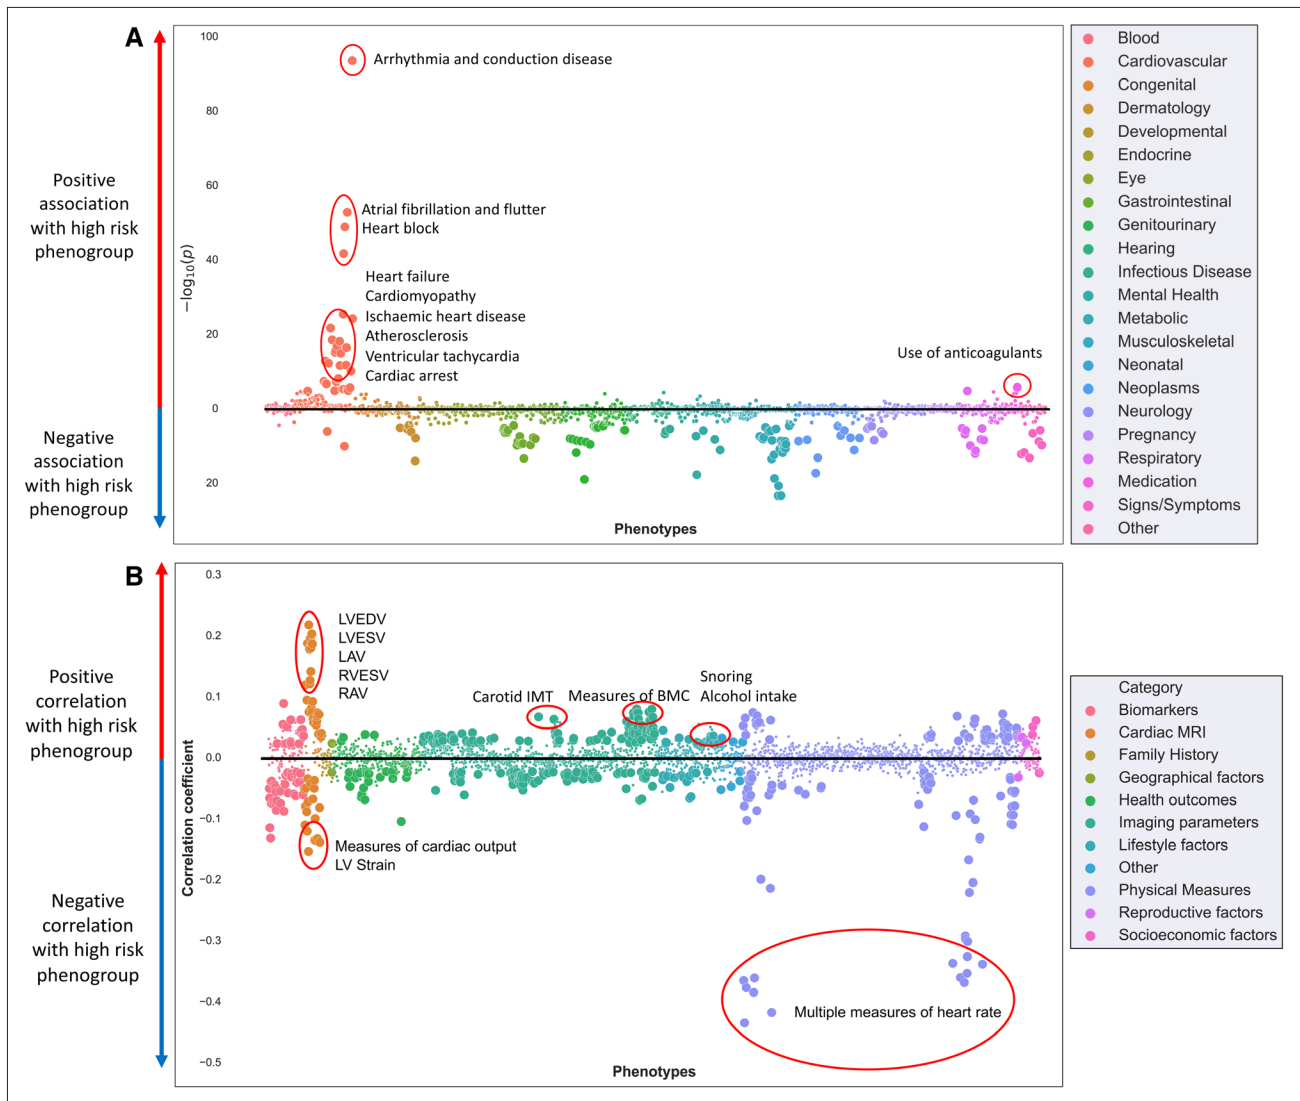 A
Positive
association
with high risk
phenogroup
Negative
association
with high risk
phenogroup
−log10(p)
100
80
60
40
20
0
20
Arrhythmia and conduction disease
Atrial fibrillation and flutter
Heart block
Heart failure
Cardiomyopathy
Ischaemic heart disease
Atherosclerosis
Ventricular tachycardia
Cardiac arrest
Use of anticoagulants
Phenotypes
Blood
Cardiovascular
Congenital
Dermatology
Developmental
Endocrine
Eye
Gastrointestinal
Genitourinary
Hearing
Infectious Disease
Mental Health
Metabolic
Musculoskeletal
Neonatal
Neoplasms
Neurology
Pregnancy
Respiratory
Medication
Signs/Symptoms
Other
B
Positive
correlation
with high risk
phenogroup
Negative
correlation
with high risk
phenogroup
Correlation coefficient
0.3
0.2
0.1
0.0
−0.1
−0.2
−0.3
−0.4
−0.5
LVEDV
LVESV
LAV
RVESV
RAV
Carotid IMT
Measures of BMC
Snoring
Alcohol intake
Measures of cardiac output
LV Strain
Multiple measures of heart rate
Phenotypes
Category
Biomarkers
Cardiac MRI
Family History
Geographical factors
Health outcomes
Imaging parameters
Lifestyle factors
Other
Physical Measures
Reproductive factors
Socioeconomic factors